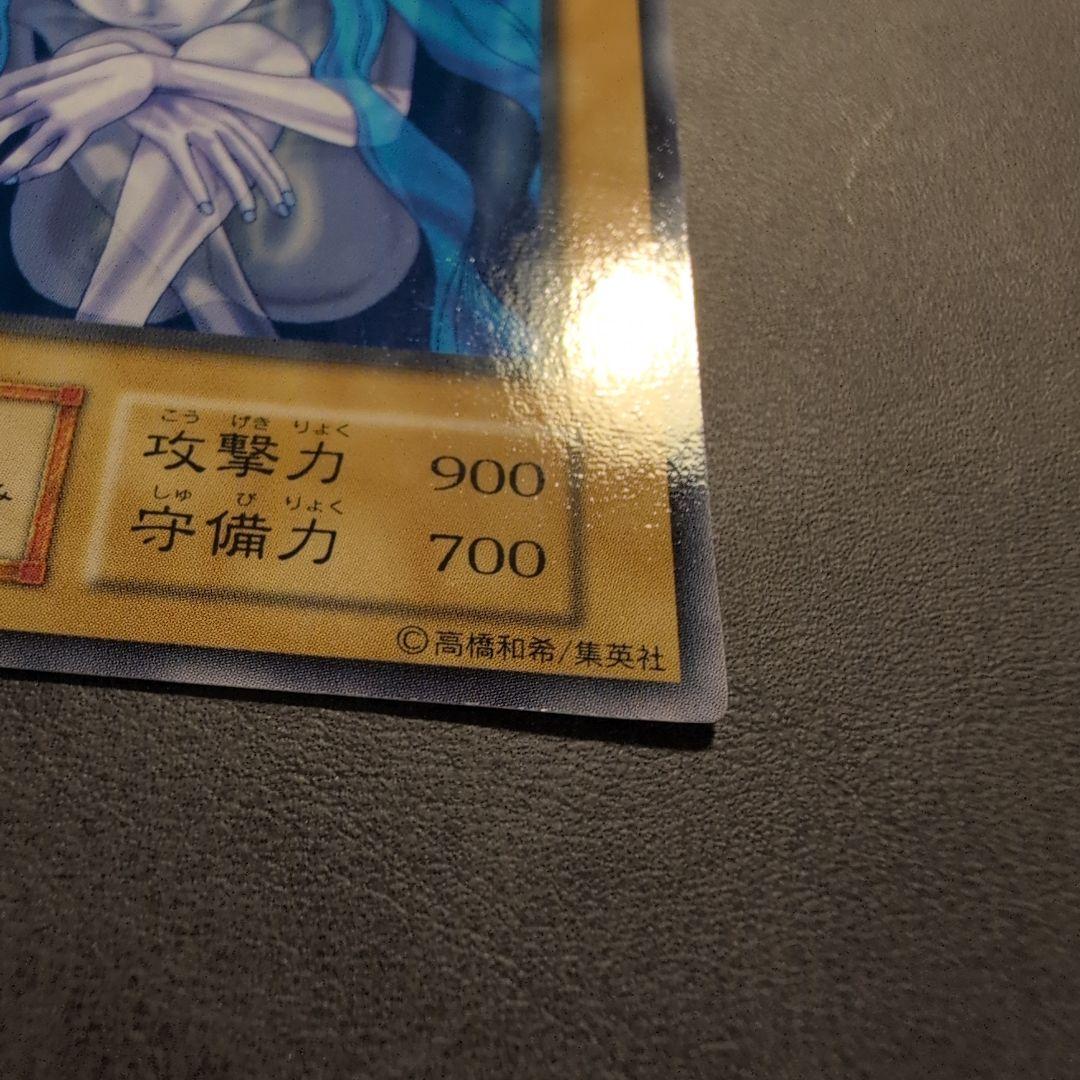 こう げき りょく
攻撃力 900
しゅ び りょく
守備力 700
み
©高橋和希/集英社